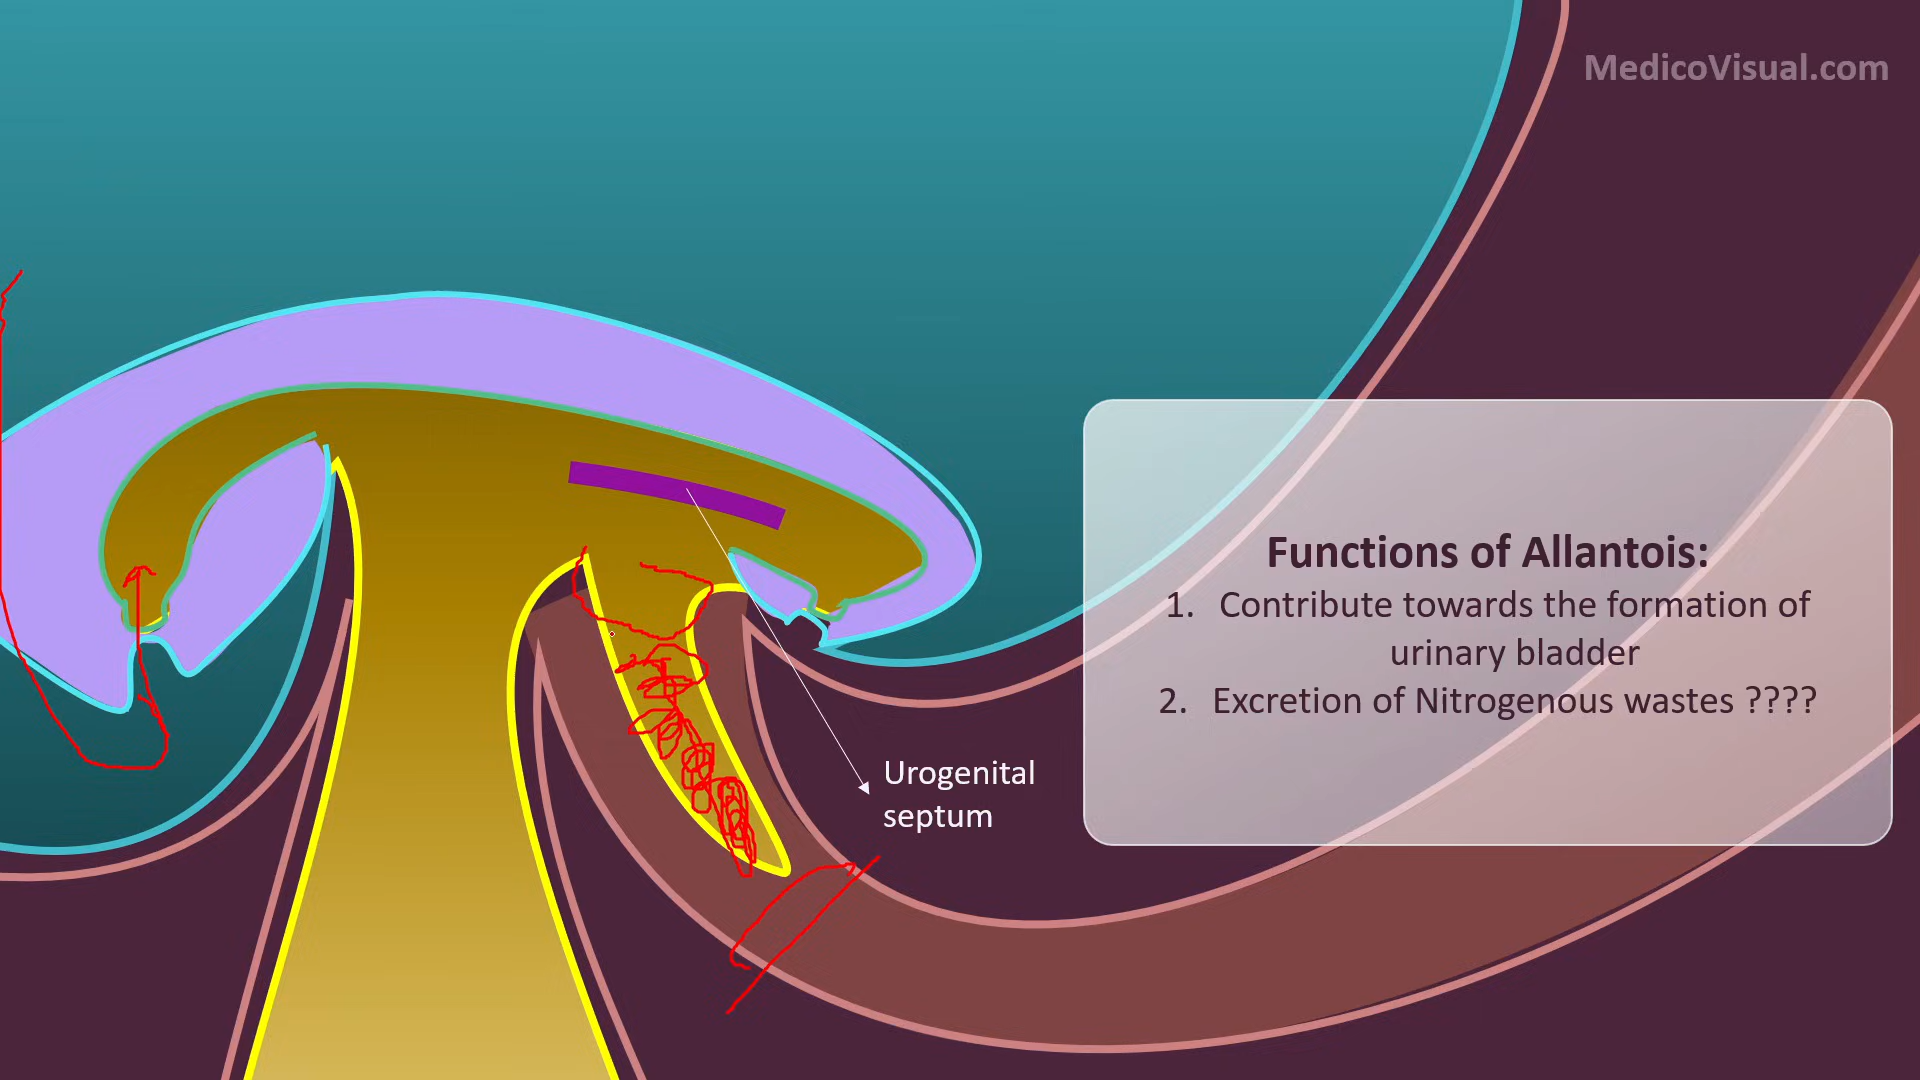 MedicoVisual.com
Functions of Allantois:
1. Contribute towards the formation of
urinary bladder
2. Excretion of Nitrogenous wastes ????
Urogenital
septum